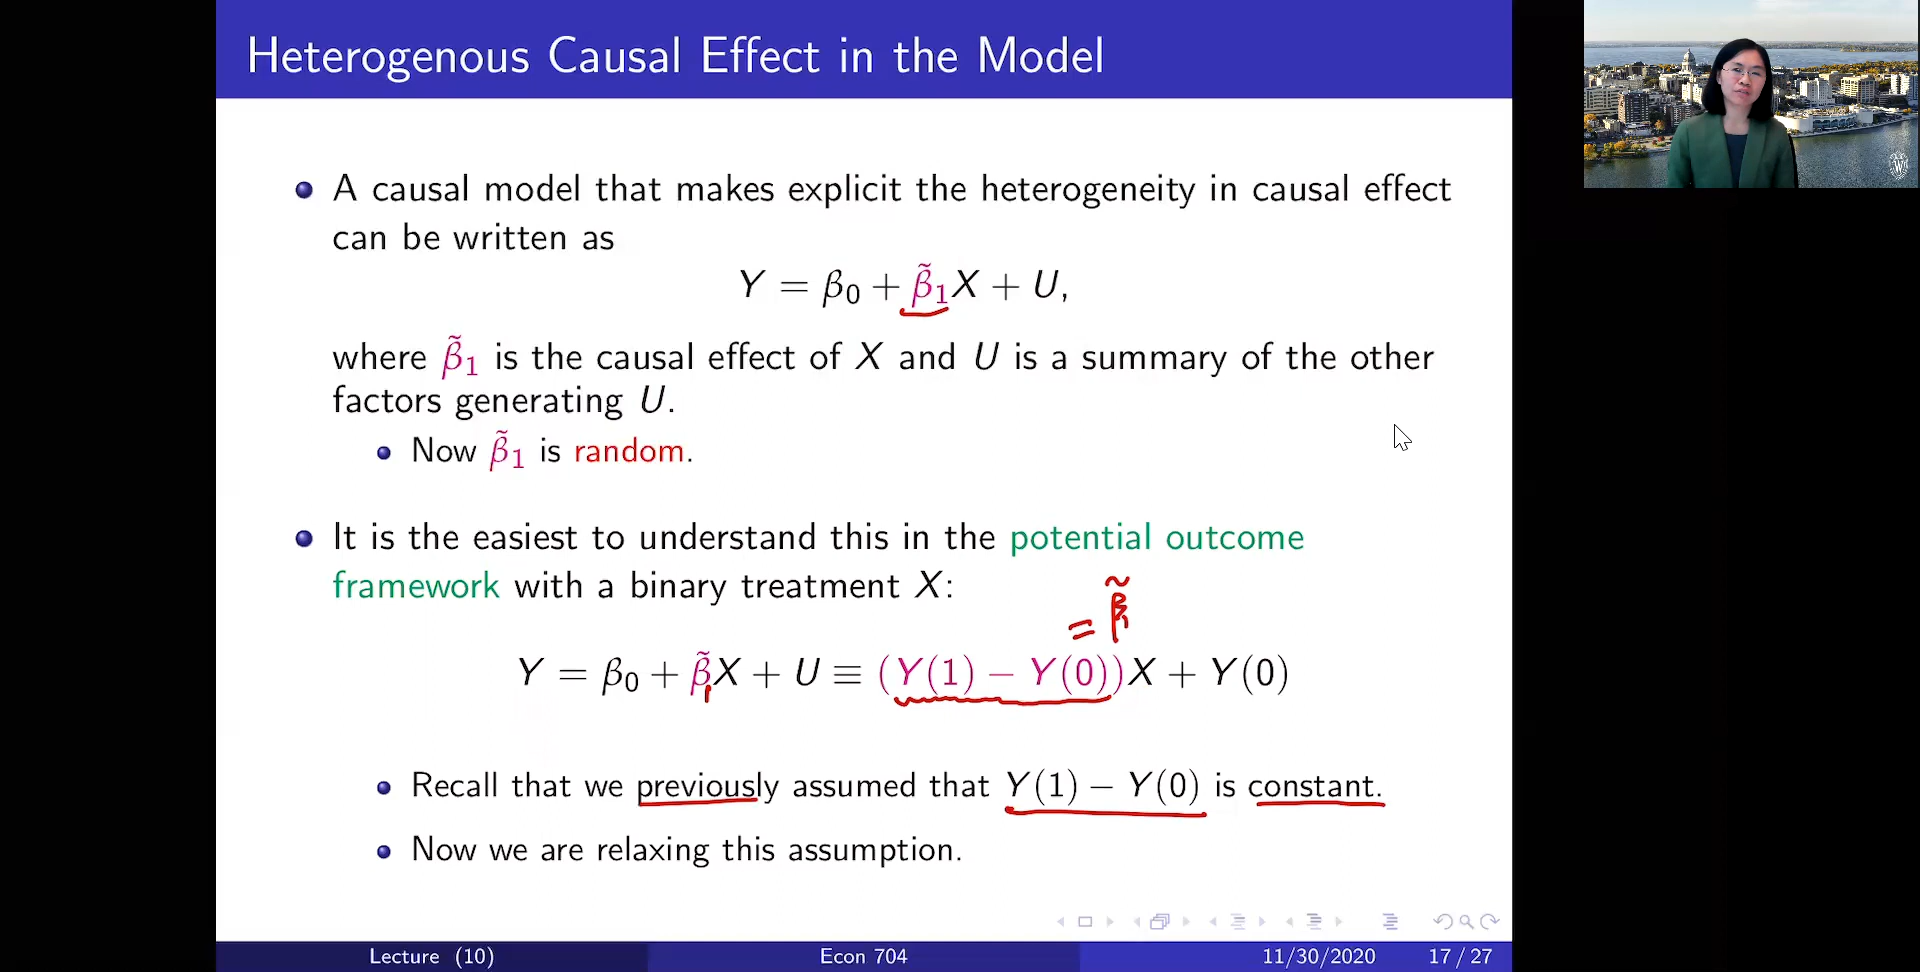 Heterogenous Causal Effect in the Model
A causal model that makes explicit the heterogeneity in causal effect
can be written as
Y = β₀ + β̃₁X + U,
where β̃₁ is the causal effect of X and U is a summary of the other
factors generating U.
Now β̃₁ is random.
It is the easiest to understand this in the potential outcome
framework with a binary treatment X:
= β̃₁
Y = β₀ + β̃₁X + U ≡ (Y(1) − Y(0))X + Y(0)
Recall that we previously assumed that Y(1) − Y(0) is constant.
Now we are relaxing this assumption.
Lecture (10) Econ 704 11/30/2020 17 / 27
W